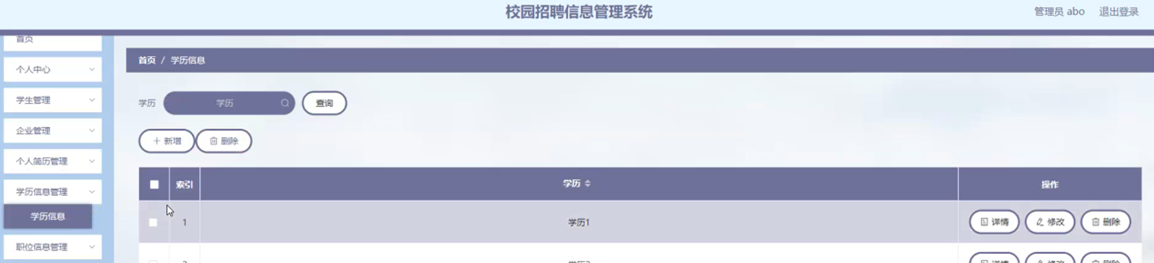 校园招聘信息管理系统
管理员 abo 退出登录
首页
个人中心
学生管理
企业管理
个人简历管理
学历信息管理
学历信息
职位信息管理
首页 / 学历信息
学历 学历 查询
+ 新增 删除
索引 学历 操作
1 学历1 详情 修改 删除